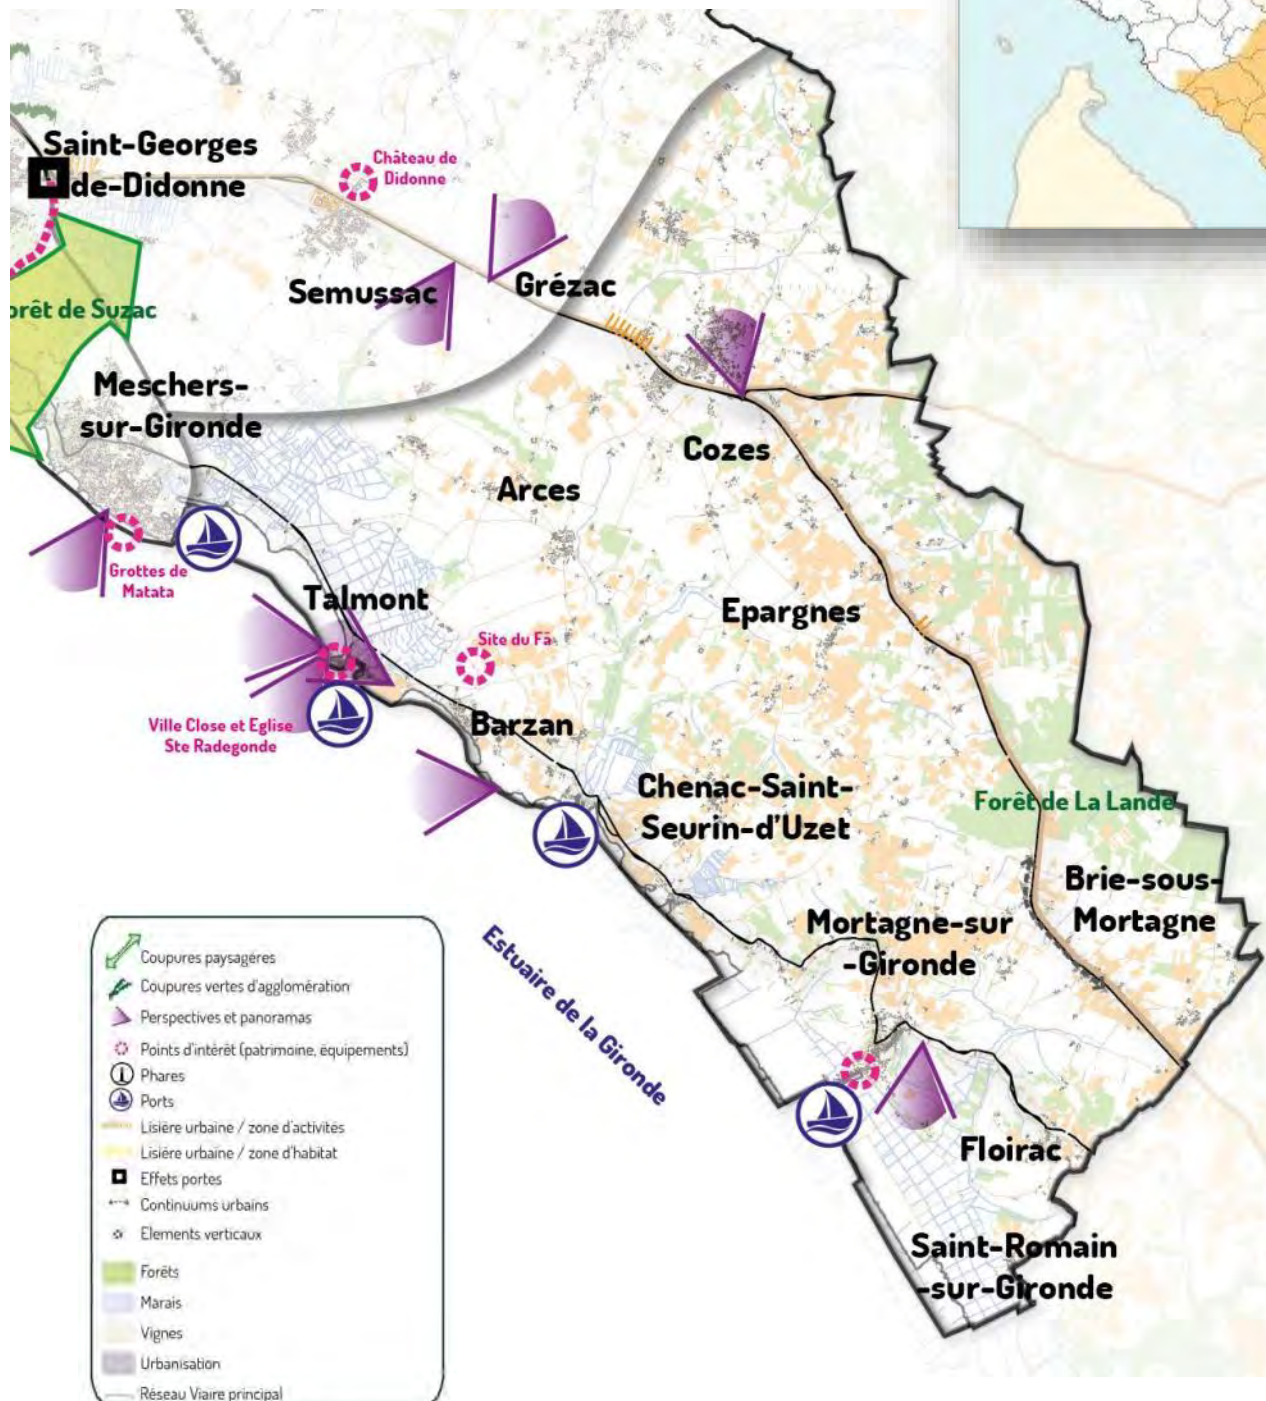 Saint-Georges
de-Didonne
Château de
Didonne
Semussac
Grézac
orêt de Suzac
Meschers-
sur-Gironde
Cozes
Arces
Grottes de
Matata
Talmont
Epargnes
Site du Fâ
Ville Close et Eglise
Ste Radegonde
Barzan
Chenac-Saint-
Seurin-d'Uzet
Forêt de La Lande
Brie-sous-
Mortagne
Mortagne-sur
-Gironde
Estuaire de la Gironde
Floirac
Saint-Romain
-sur-Gironde
Coupures paysagères
Coupures vertes d'agglomération
Perspectives et panoramas
Points d'intérêt (patrimoine, équipements)
Phares
Ports
Lisière urbaine / zone d'activités
Lisière urbaine / zone d'habitat
Effets portes
Continuums urbains
Elements verticaux
Forêts
Marais
Vignes
Urbanisation
Réseau Viaire principal